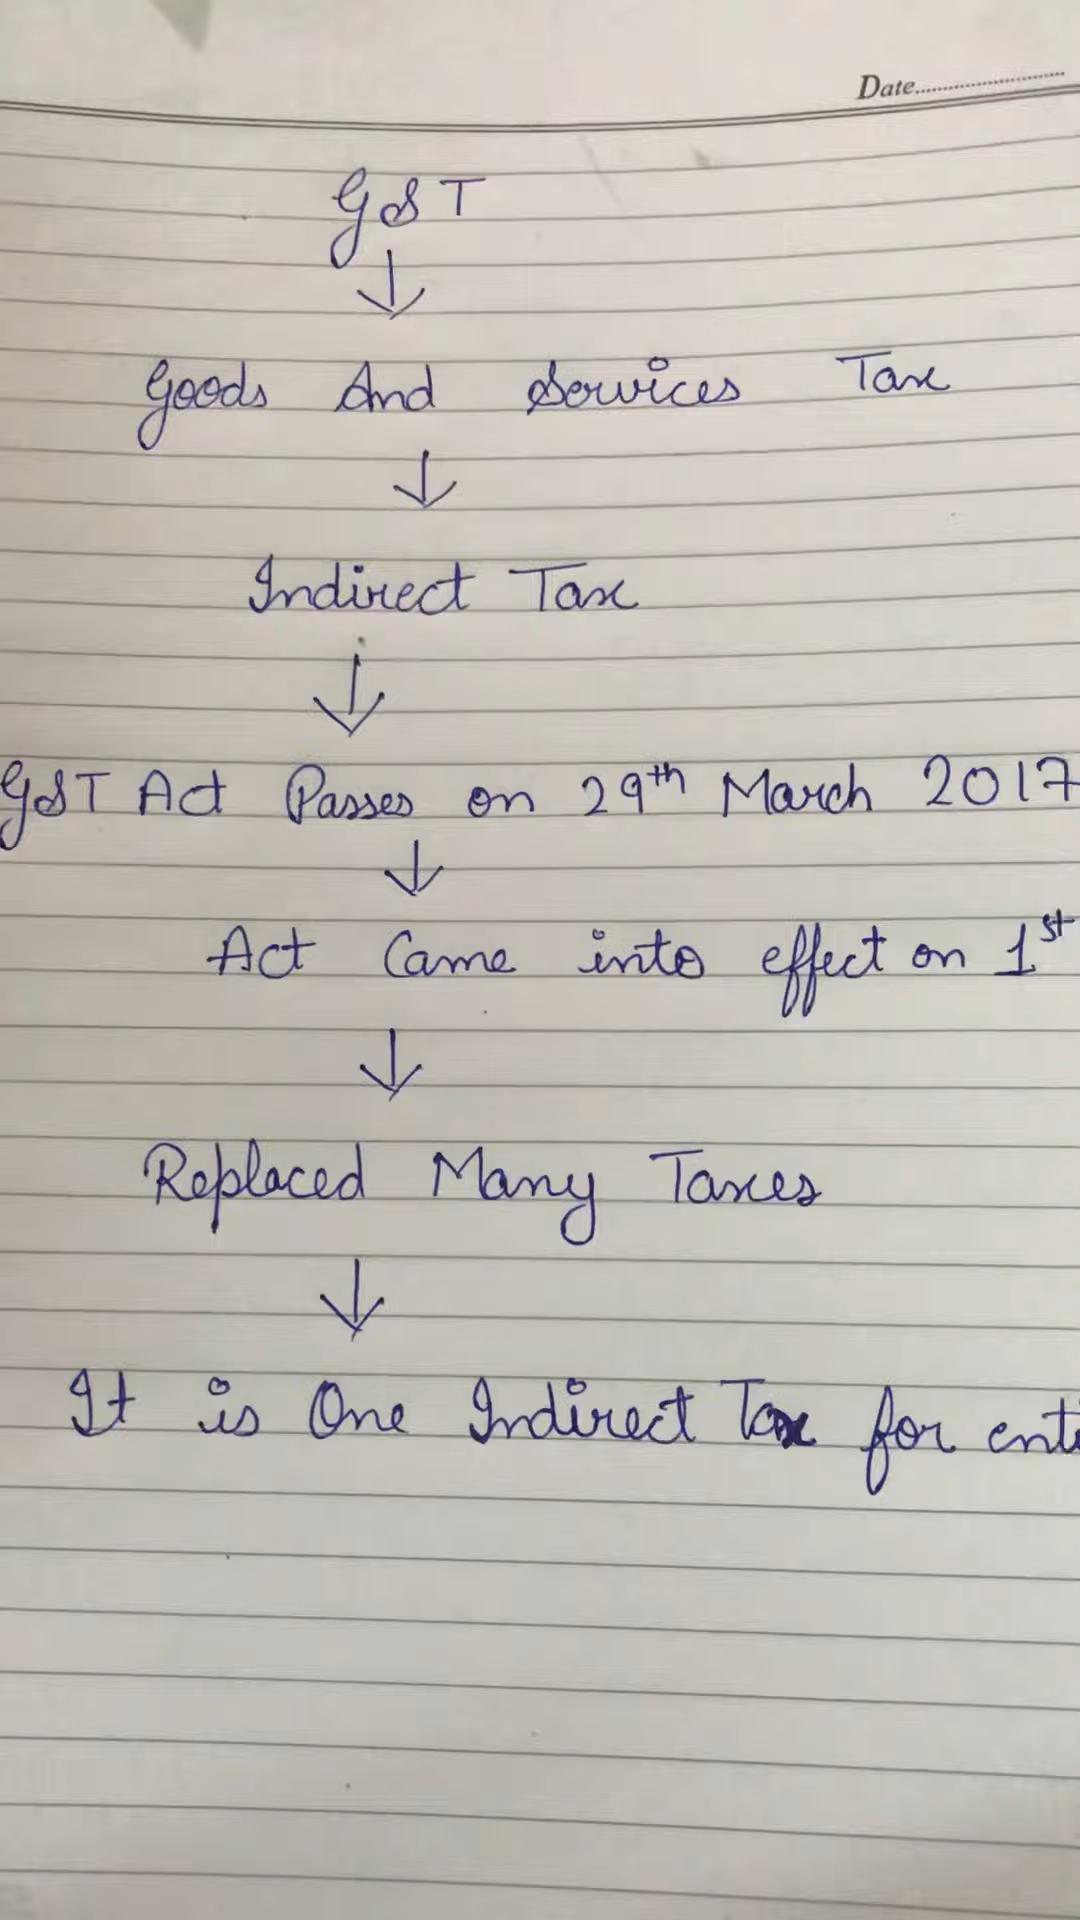 Date
GST
↓
Goods And Services Tax
↓
Indirect Tax
↓
GST Act Passes on 29th March 2017
↓
Act Came into effect on 1st
↓
Replaced Many Taxes
↓
It is One Indirect Tax for enti